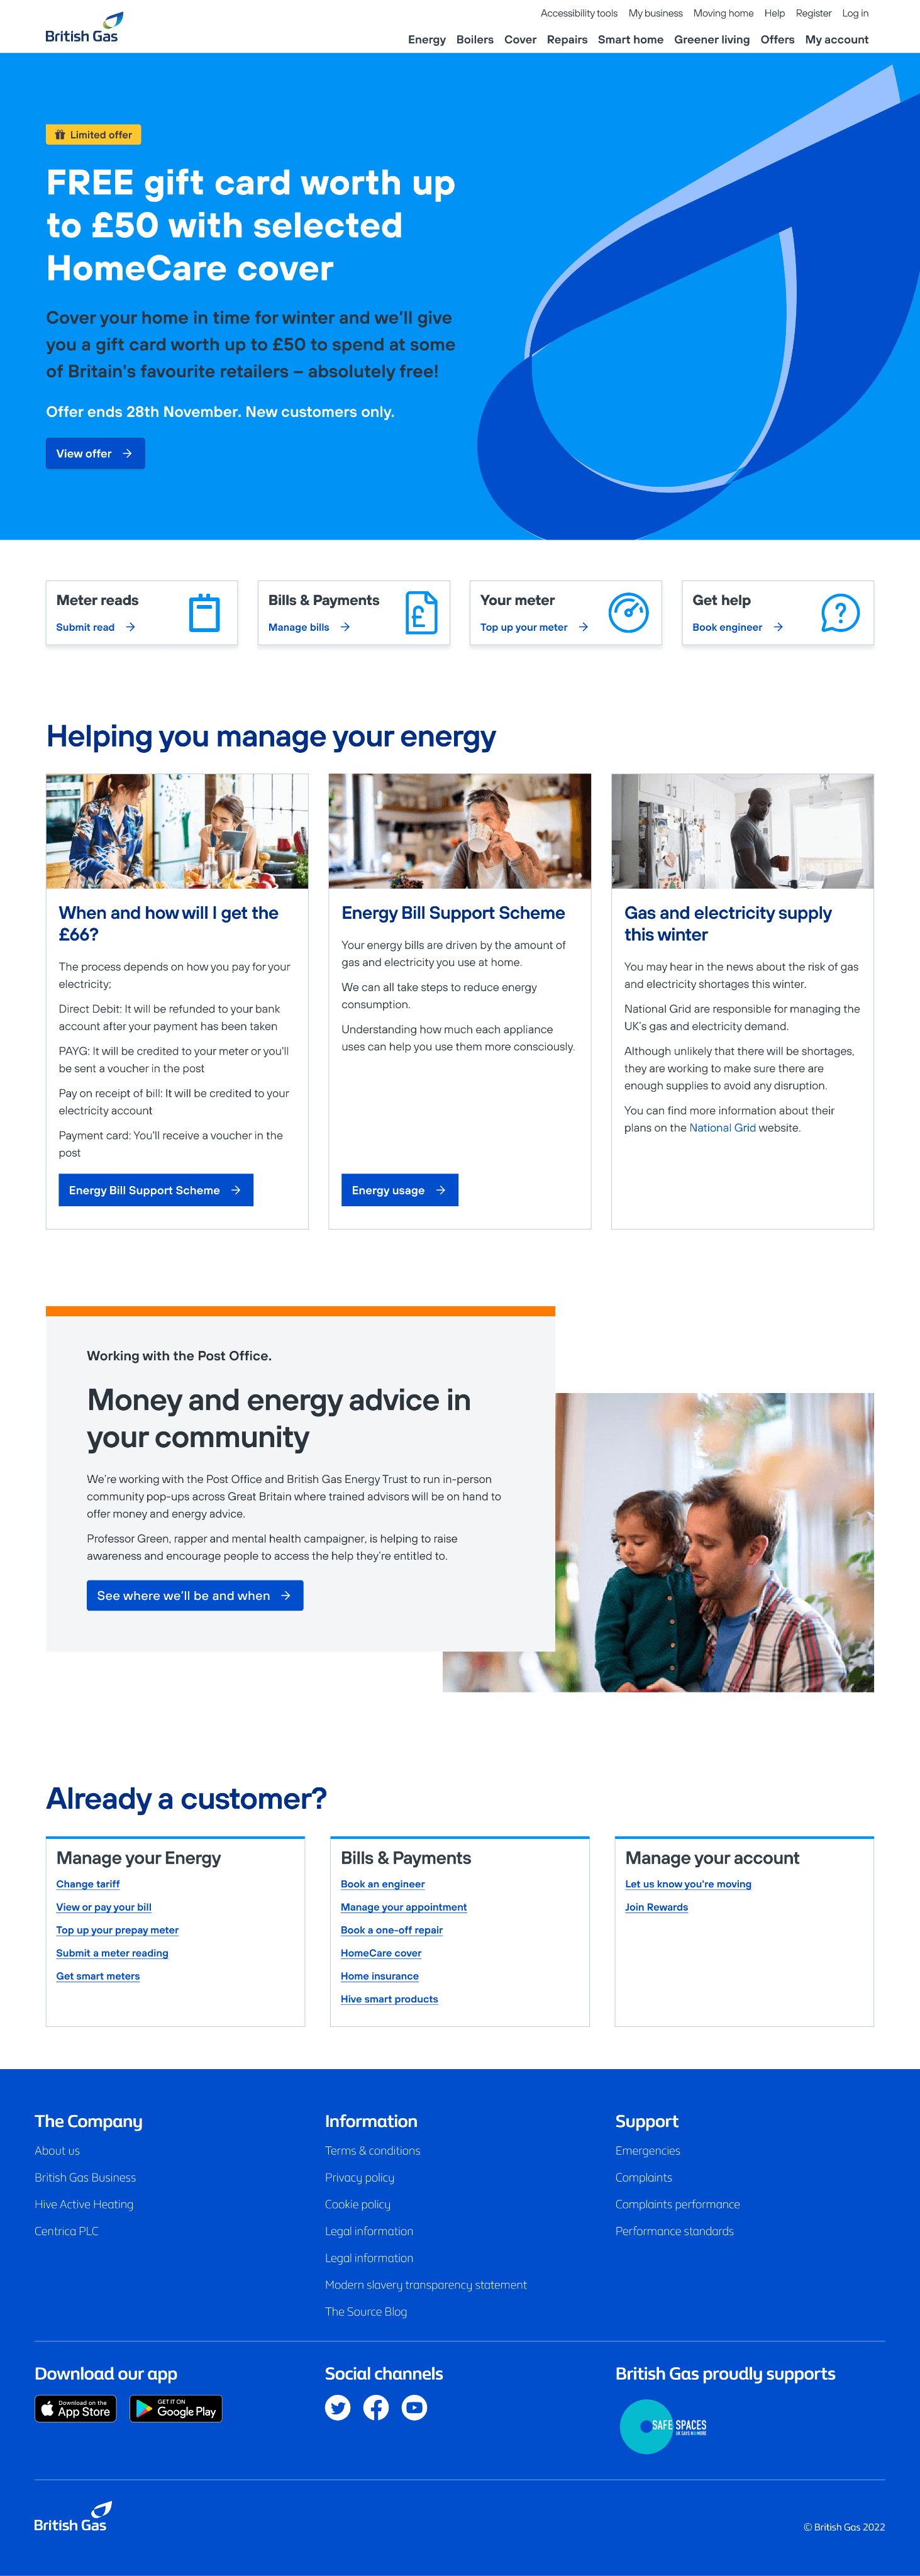 Accessibility tools My business Moving home Help Register Log in
British Gas
Energy Boilers Cover Repairs Smart home Greener living Offers My account
Limited offer
FREE gift card worth up
to £50 with selected
HomeCare cover
Cover your home in time for winter and we'll give
you a gift card worth up to £50 to spend at some
of Britain's favourite retailers – absolutely free!
Offer ends 28th November. New customers only.
View offer
Meter reads
Submit read
Bills & Payments
Manage bills
Your meter
Top up your meter
Get help
Book engineer
Helping you manage your energy
When and how will I get the
£66?
The process depends on how you pay for your
electricity;
Direct Debit: It will be refunded to your bank
account after your payment has been taken
PAYG: It will be credited to your meter or you'll
be sent a voucher in the post
Pay on receipt of bill: It will be credited to your
electricity account
Payment card: You'll receive a voucher in the
post
Energy Bill Support Scheme
Energy Bill Support Scheme
Your energy bills are driven by the amount of
gas and electricity you use at home.
We can all take steps to reduce energy
consumption.
Understanding how much each appliance
uses can help you use them more consciously.
Energy usage
Gas and electricity supply
this winter
You may hear in the news about the risk of gas
and electricity shortages this winter.
National Grid are responsible for managing the
UK's gas and electricity demand.
Although unlikely that there will be shortages,
they are working to make sure there are
enough supplies to avoid any disruption.
You can find more information about their
plans on the National Grid website.
Working with the Post Office.
Money and energy advice in
your community
We're working with the Post Office and British Gas Energy Trust to run in-person
community pop-ups across Great Britain where trained advisors will be on hand to
offer money and energy advice.
Professor Green, rapper and mental health campaigner, is helping to raise
awareness and encourage people to access the help they're entitled to.
See where we'll be and when
Already a customer?
Manage your Energy
Change tariff
View or pay your bill
Top up your prepay meter
Submit a meter reading
Get smart meters
Bills & Payments
Book an engineer
Manage your appointment
Book a one-off repair
HomeCare cover
Home insurance
Hive smart products
Manage your account
Let us know you're moving
Join Rewards
The Company
About us
British Gas Business
Hive Active Heating
Centrica PLC
Information
Terms & conditions
Privacy policy
Cookie policy
Legal information
Legal information
Modern slavery transparency statement
The Source Blog
Support
Emergencies
Complaints
Complaints performance
Performance standards
Download our app
Download on the
App Store
GET IT ON
Google Play
Social channels
British Gas proudly supports
SAFE SPACES
UK SAYS NO MORE
British Gas
© British Gas 2022